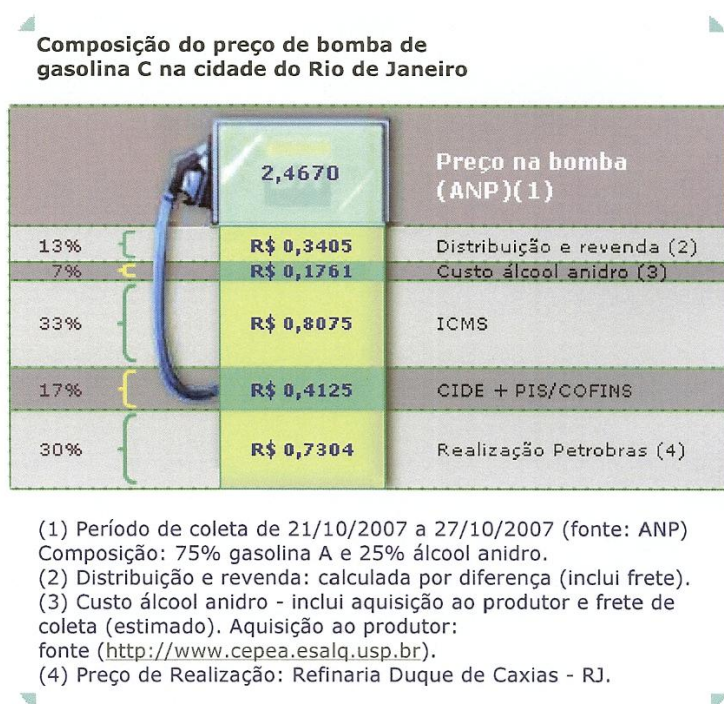 Composição do preço de bomba de
gasolina C na cidade do Rio de Janeiro
2,4670 Preço na bomba
(ANP)(1)
13% R$ 0,3405 Distribuição e revenda (2)
7% R$ 0,1761 Custo álcool anidro (3)
33% R$ 0,8075 ICMS
17% R$ 0,4125 CIDE + PIS/COFINS
30% R$ 0,7304 Realização Petrobras (4)
(1) Período de coleta de 21/10/2007 a 27/10/2007 (fonte: ANP)
Composição: 75% gasolina A e 25% álcool anidro.
(2) Distribuição e revenda: calculada por diferença (inclui frete).
(3) Custo álcool anidro - inclui aquisição ao produtor e frete de
coleta (estimado). Aquisição ao produtor:
fonte (http://www.cepea.esalq.usp.br).
(4) Preço de Realização: Refinaria Duque de Caxias - RJ.